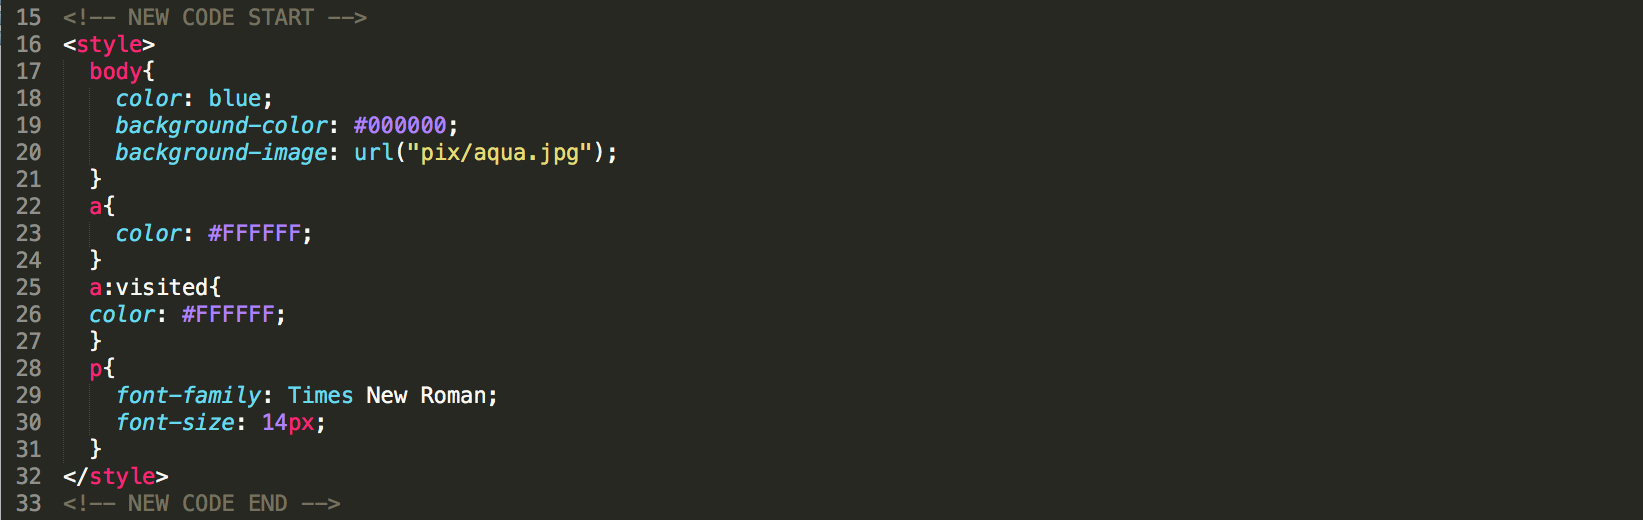 15 <!-- NEW CODE START -->
16 <style>
17   body{
18     color: blue;
19     background-color: #000000;
20     background-image: url("pix/aqua.jpg");
21   }
22   a{
23     color: #FFFFFF;
24   }
25   a:visited{
26   color: #FFFFFF;
27   }
28   p{
29     font-family: Times New Roman;
30     font-size: 14px;
31   }
32 </style>
33 <!-- NEW CODE END -->